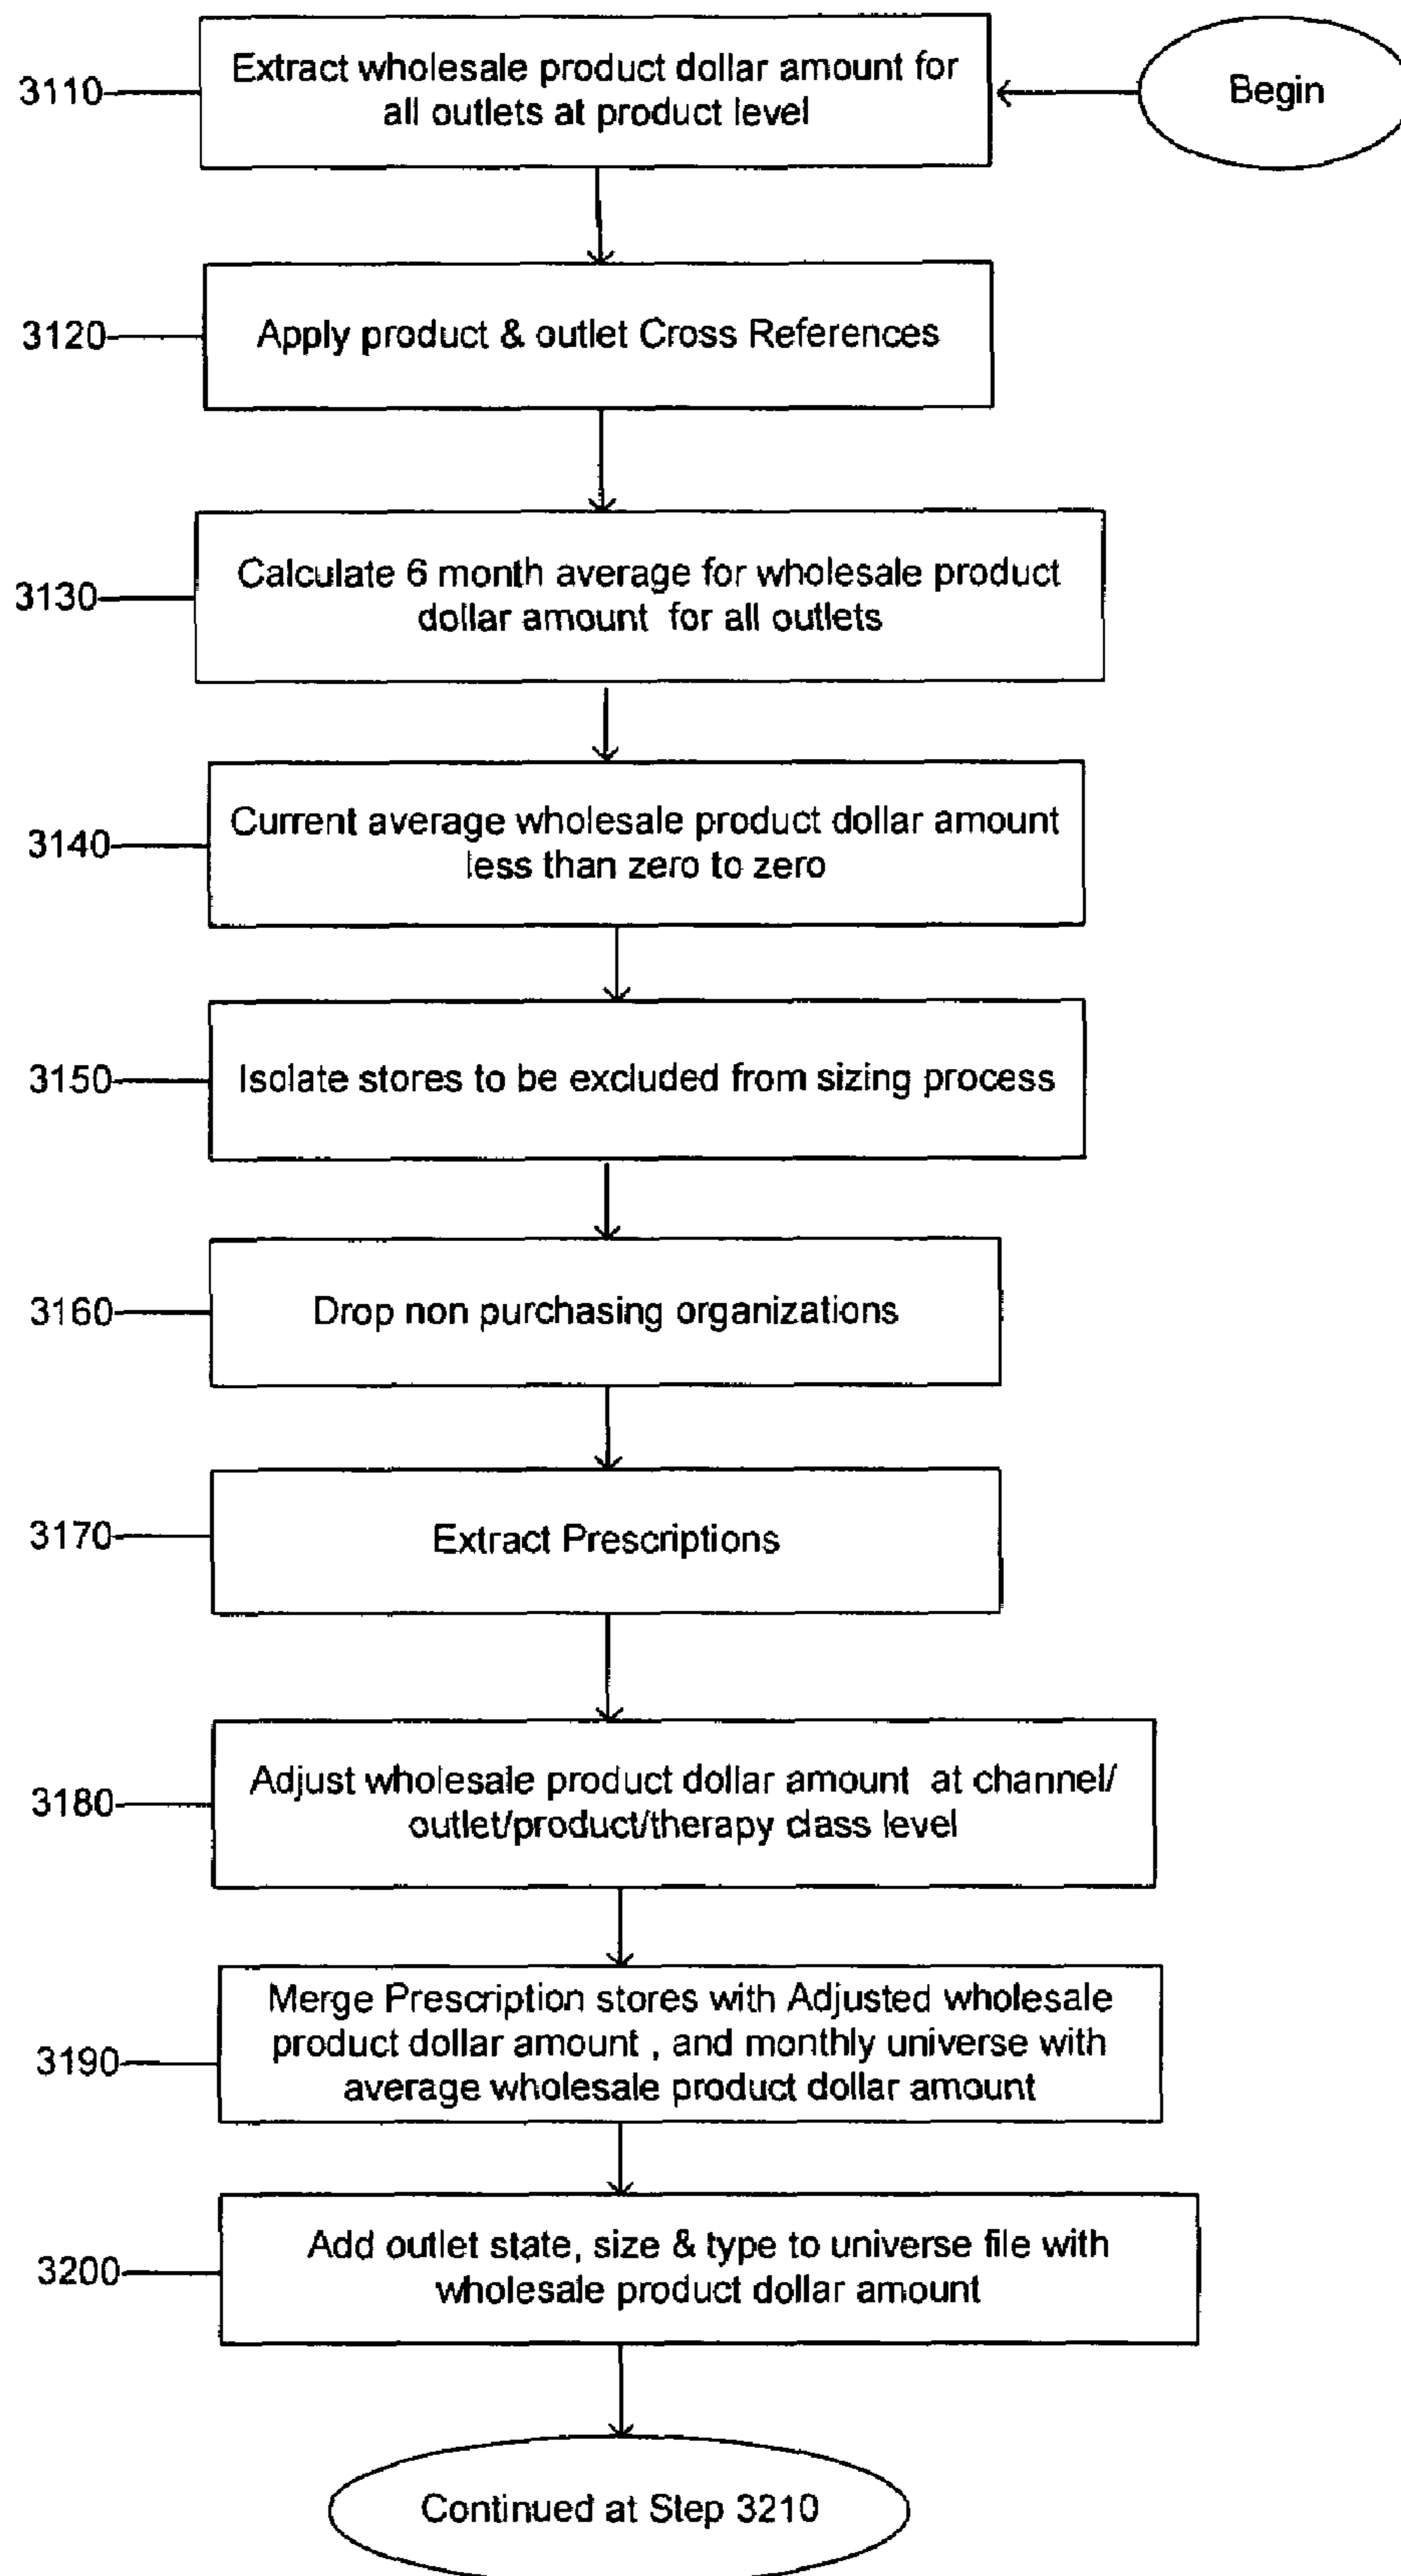 Begin
3110
Extract wholesale product dollar amount for
all outlets at product level
3120
Apply product & outlet Cross References
3130
Calculate 6 month average for wholesale product
dollar amount for all outlets
3140
Current average wholesale product dollar amount
less than zero to zero
3150
Isolate stores to be excluded from sizing process
3160
Drop non purchasing organizations
3170
Extract Prescriptions
3180
Adjust wholesale product dollar amount at channel/
outlet/product/therapy class level
3190
Merge Prescription stores with Adjusted wholesale
product dollar amount , and monthly universe with
average wholesale product dollar amount
3200
Add outlet state, size & type to universe file with
wholesale product dollar amount
Continued at Step 3210